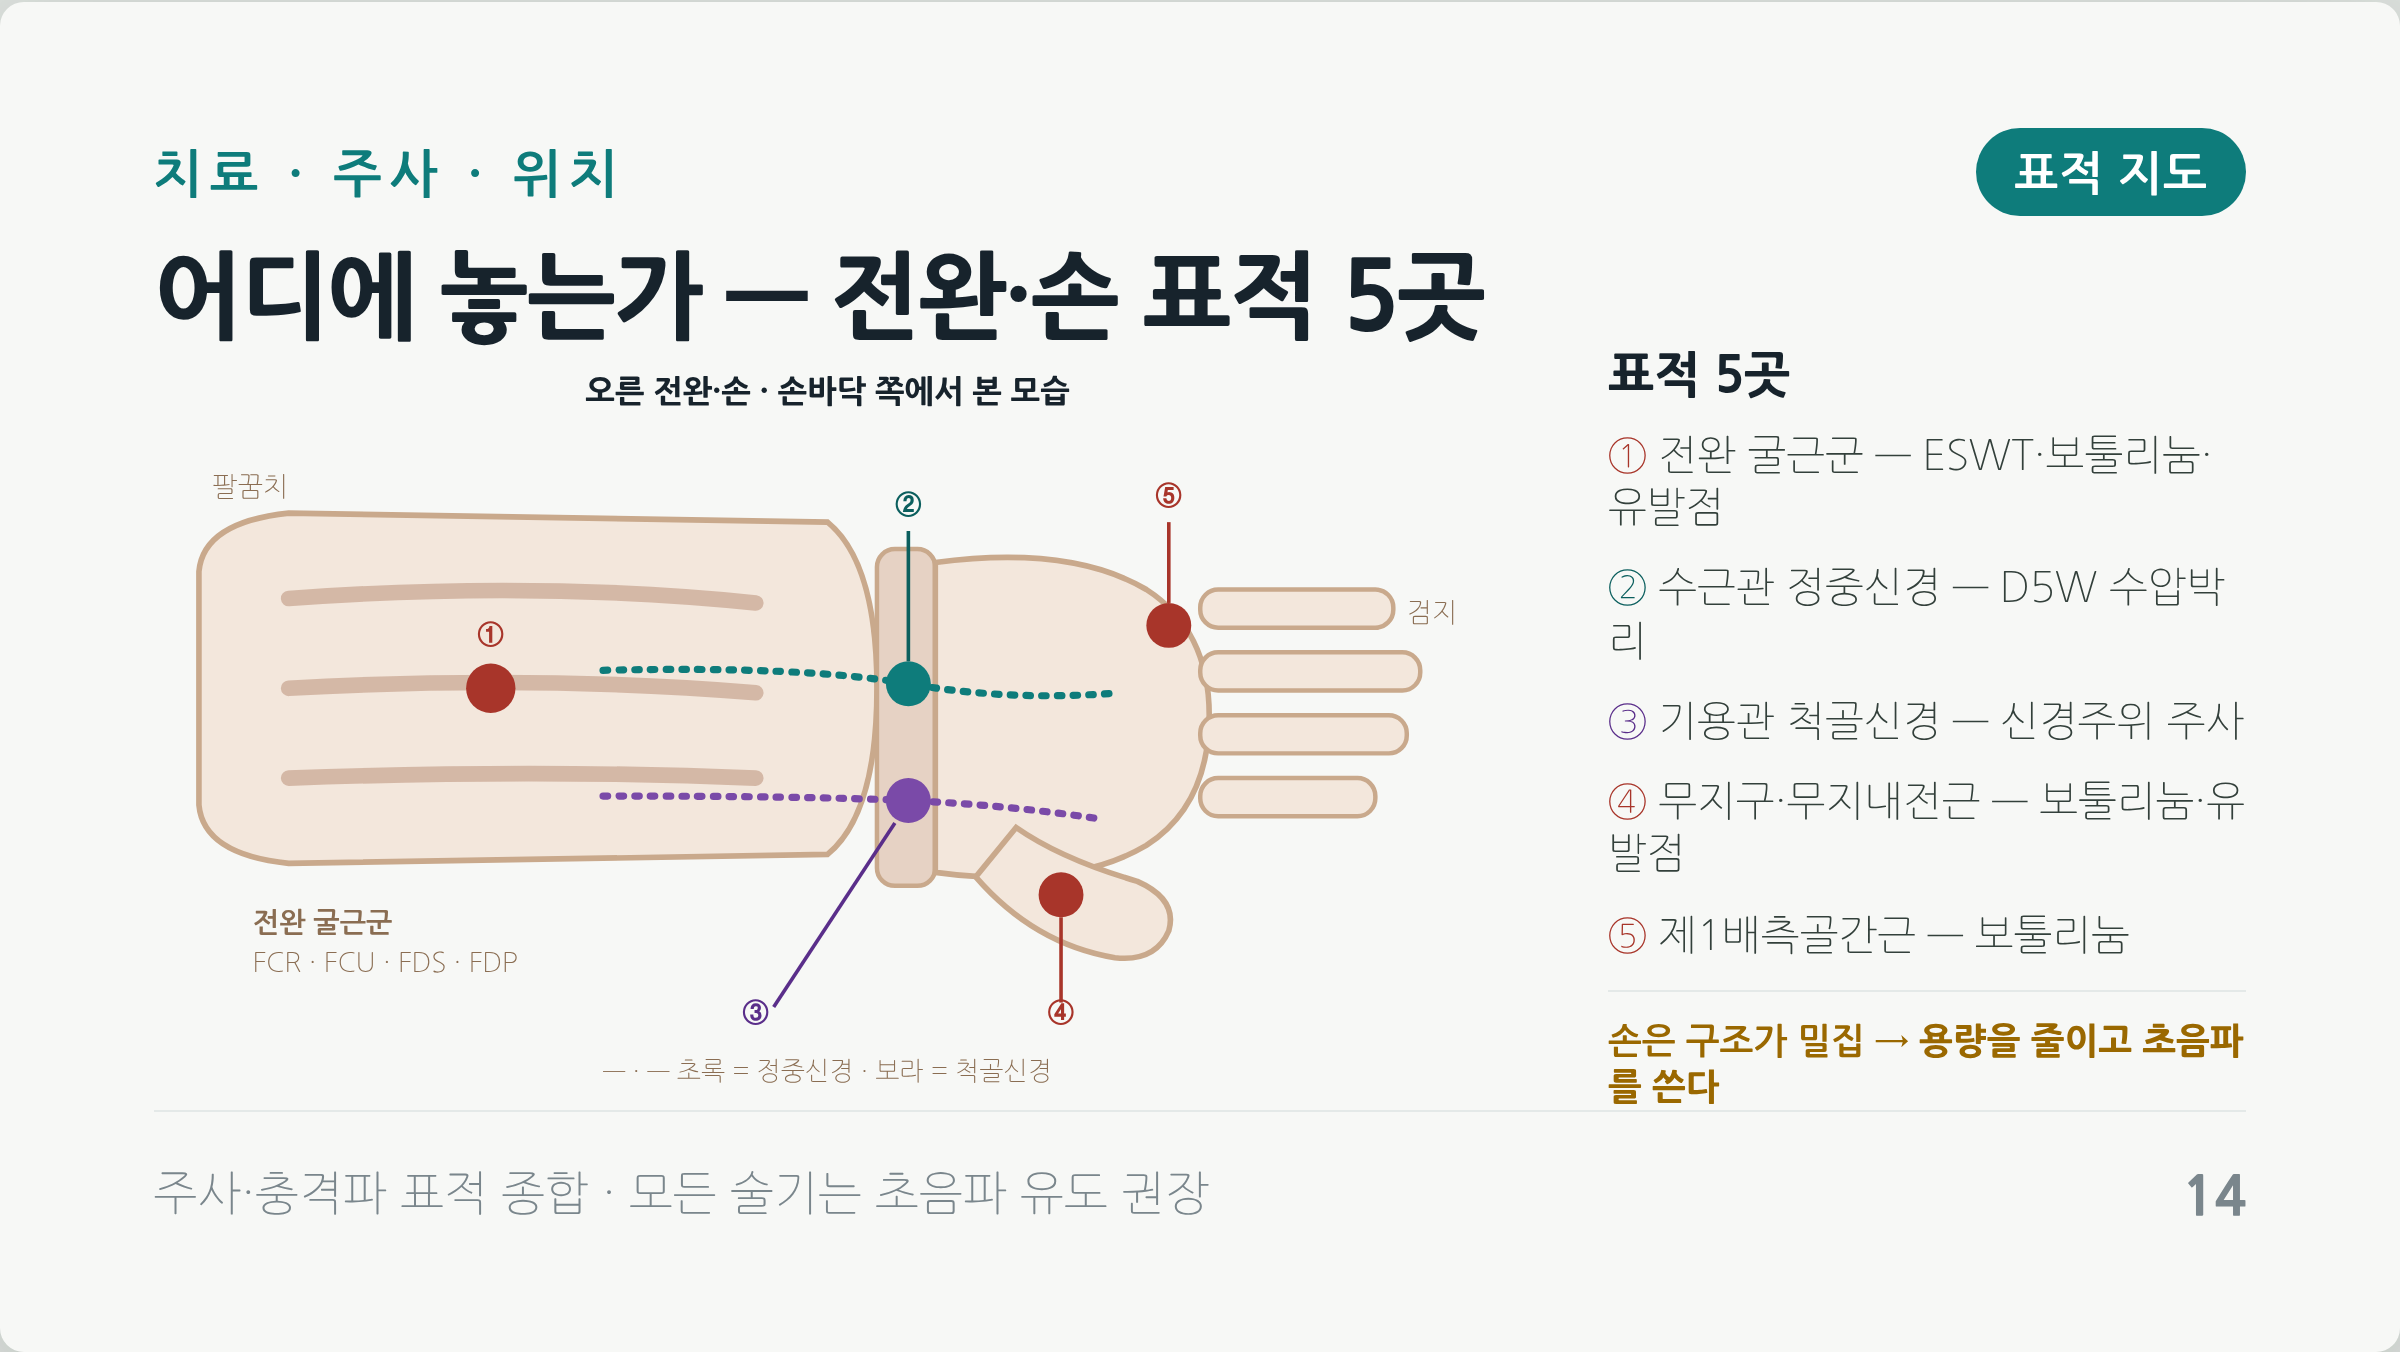 치료 · 주사 · 위치
표적 지도
어디에 놓는가 — 전완·손 표적 5곳
오른 전완·손 · 손바닥 쪽에서 본 모습
팔꿈치
②
⑤
①
검지
전완 굴근군
FCR · FCU · FDS · FDP
③
④
— · — 초록 = 정중신경 · 보라 = 척골신경
표적 5곳
① 전완 굴근군 — ESWT·보툴리눔·
유발점
② 수근관 정중신경 — D5W 수압박
리
③ 기용관 척골신경 — 신경주위 주사
④ 무지구·무지내전근 — 보툴리눔·유
발점
⑤ 제1배측골간근 — 보툴리눔
손은 구조가 밀집 → 용량을 줄이고 초음파
를 쓴다
주사·충격파 표적 종합 · 모든 술기는 초음파 유도 권장
14